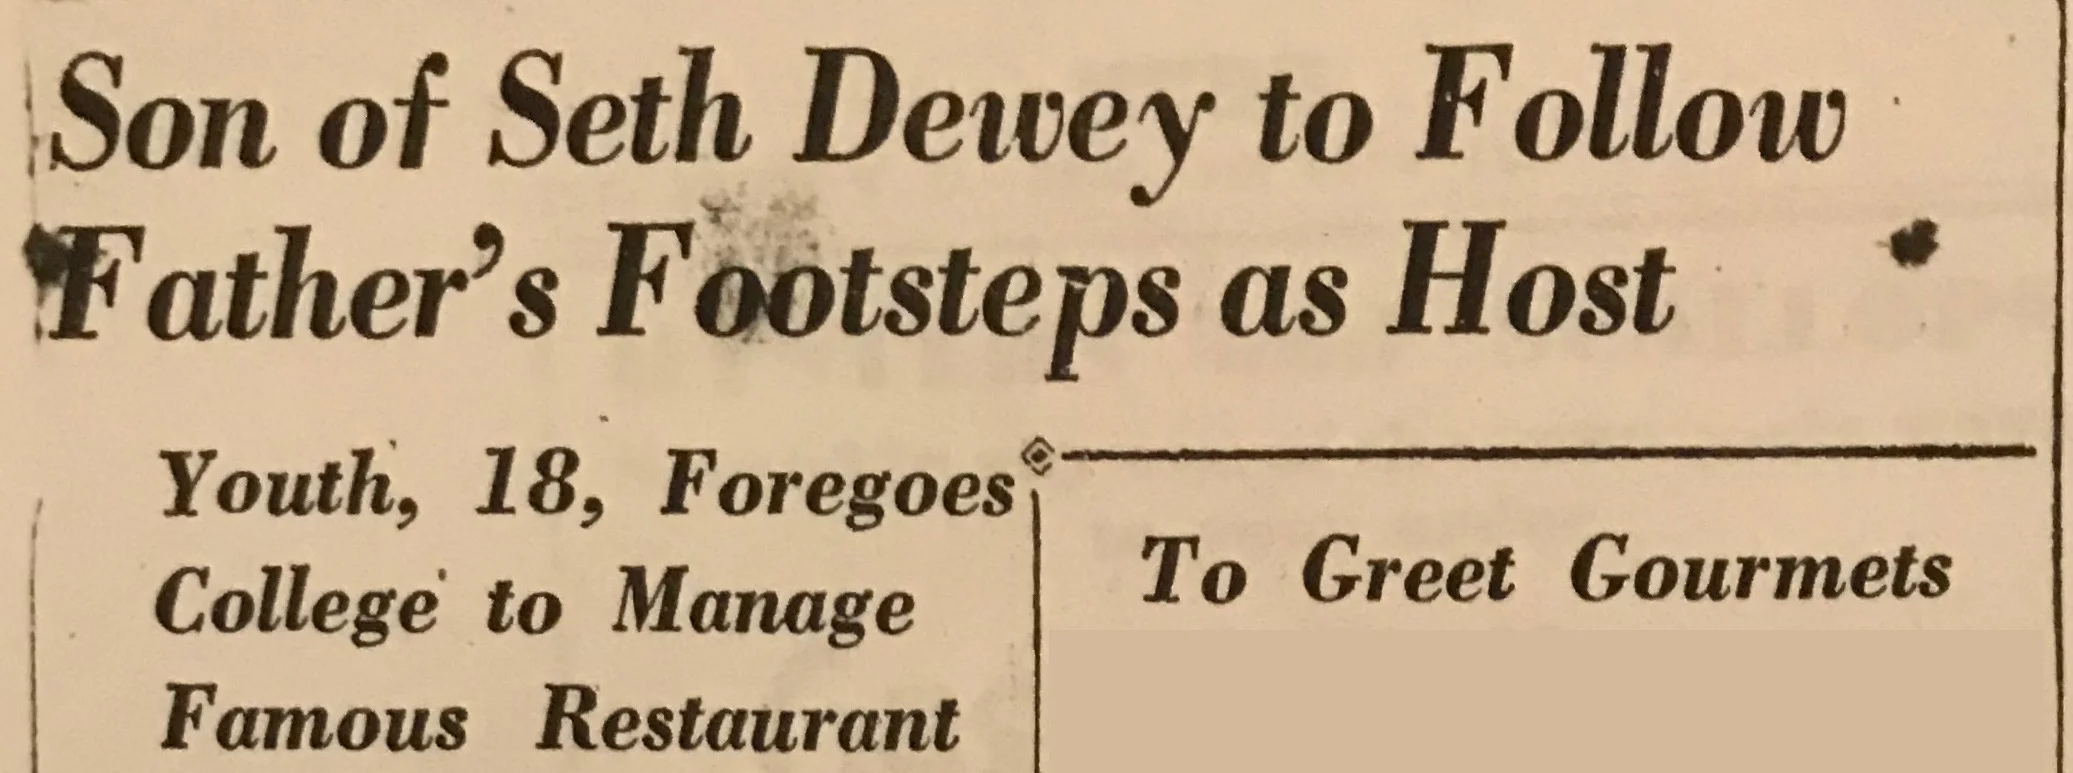 Son of Seth Dewey to Follow
Father's Footsteps as Host
Youth, 18, Foregoes
College to Manage
Famous Restaurant
To Greet Gourmets